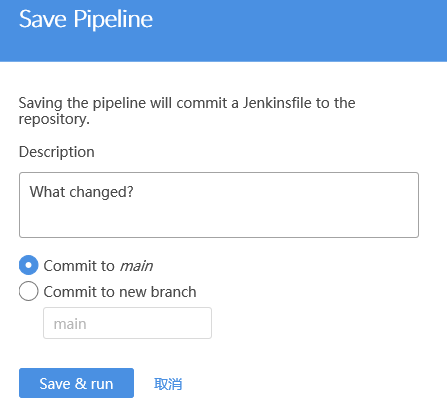 Save Pipeline
Saving the pipeline will commit a Jenkinsfile to the
repository.
Description
What changed?
Commit to main
Commit to new branch
main
Save & run 取消